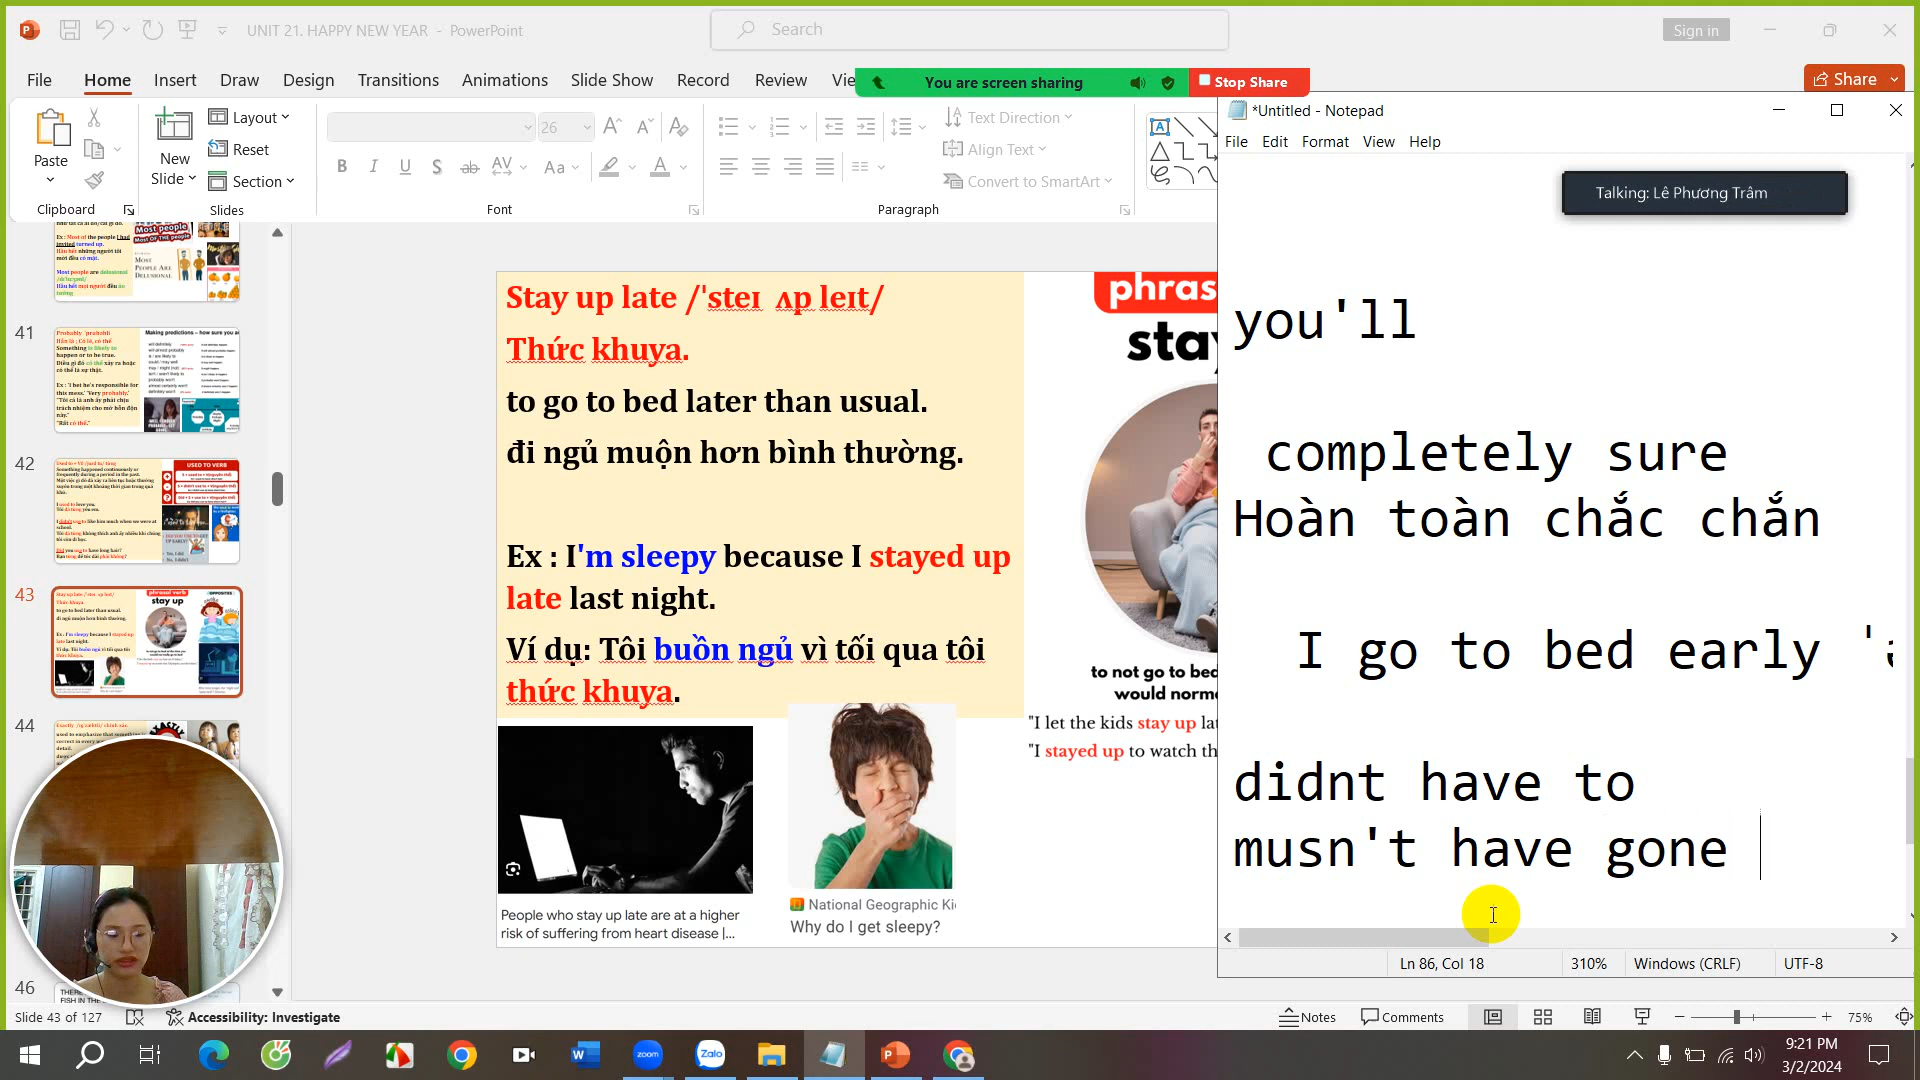 UNIT 21. HAPPY NEW YEAR - PowerPoint
Search
Sign in
File
Home
Insert
Draw
Design
Transitions
Animations
Slide Show
Record
Review
Vie
You are screen sharing
Stop Share
Share
Paste
New Slide
Layout
Reset
Section
26
Text Direction
Align Text
Convert to SmartArt
Clipboard
Slides
Font
Paragraph
*Untitled - Notepad
File Edit Format View Help
Talking: Lê Phương Trâm
you'll
completely sure
Hoàn toàn chắc chắn
I go to bed early 'ə
didnt have to
musn't have gone
Ln 86, Col 18
310%
Windows (CRLF)
UTF-8
41
42
43
44
46
Stay up late /ˈsteɪ ʌp leɪt/
Thức khuya.
to go to bed later than usual.
đi ngủ muộn hơn bình thường.
Ex : I'm sleepy because I stayed up
late last night.
Ví dụ: Tôi buồn ngủ vì tối qua tôi
thức khuya.
phras
stay
to not go to bed
would norm
"I let the kids stay up lat
"I stayed up to watch th
People who stay up late are at a higher
risk of suffering from heart disease |...
National Geographic Ki
Why do I get sleepy?
Slide 43 of 127
Accessibility: Investigate
Notes
Comments
75%
zoom
Zalo
9:21 PM
3/2/2024